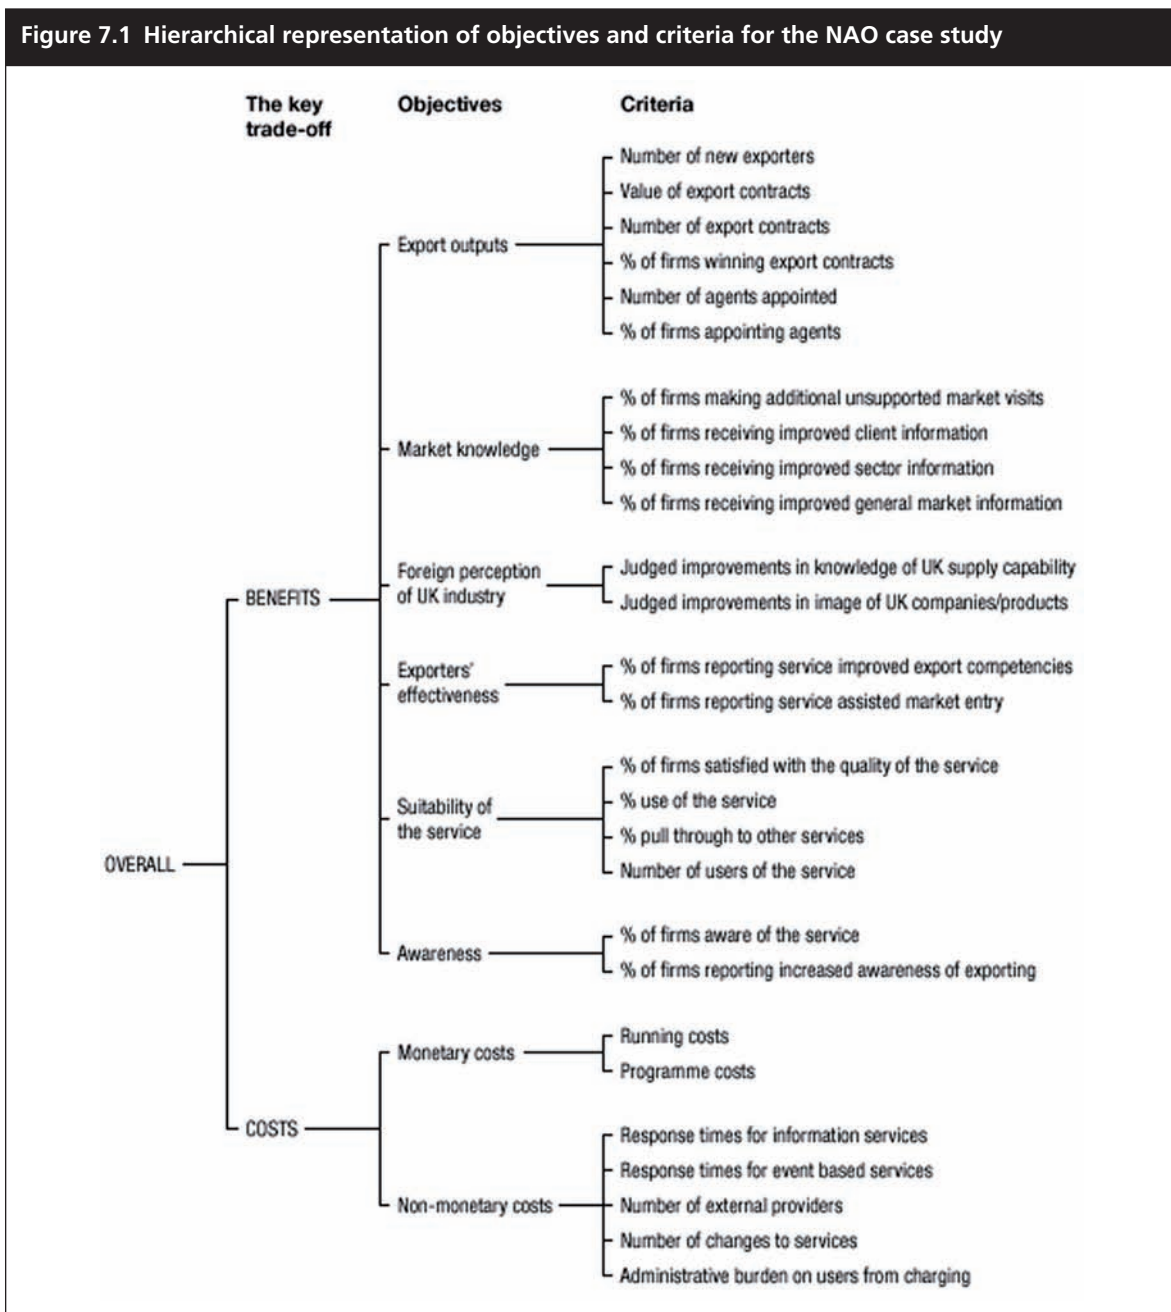 Figure 7.1 Hierarchical representation of objectives and criteria for the NAO case study
The key
trade-off
Objectives
Criteria
Number of new exporters
Value of export contracts
Number of export contracts
% of firms winning export contracts
Number of agents appointed
% of firms appointing agents
Export outputs
% of firms making additional unsupported market visits
% of firms receiving improved client information
% of firms receiving improved sector information
% of firms receiving improved general market information
Market knowledge
Foreign perception
of UK industry
Judged improvements in knowledge of UK supply capability
Judged improvements in image of UK companies/products
BENEFITS
Exporters'
effectiveness
% of firms reporting service improved export competencies
% of firms reporting service assisted market entry
Suitability of
the service
% of firms satisfied with the quality of the service
% use of the service
% pull through to other services
Number of users of the service
OVERALL
Awareness
% of firms aware of the service
% of firms reporting increased awareness of exporting
Monetary costs
Running costs
Programme costs
COSTS
Non-monetary costs
Response times for information services
Response times for event based services
Number of external providers
Number of changes to services
Administrative burden on users from charging